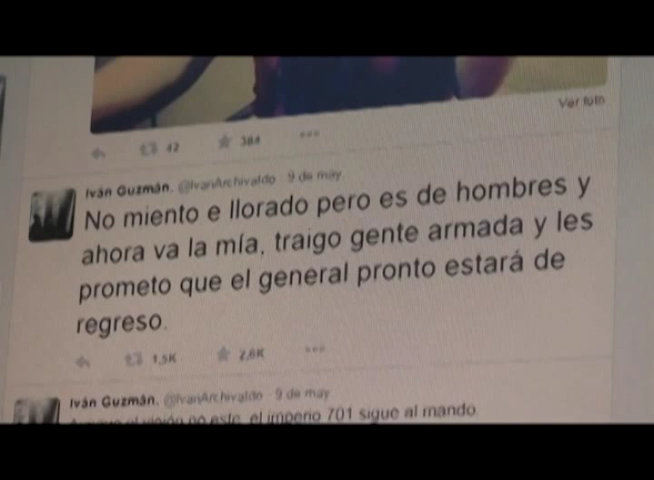 Ver foto
42 384
Iván Guzmán. @IvanArchivaldo 9 de may.
No miento e llorado pero es de hombres y
ahora va la mía, traigo gente armada y les
prometo que el general pronto estará de
regreso.
1,5K 2,6K
Iván Guzmán. @IvanArchivaldo · 9 de may.
no este, el imperio 701 sigue al mando.